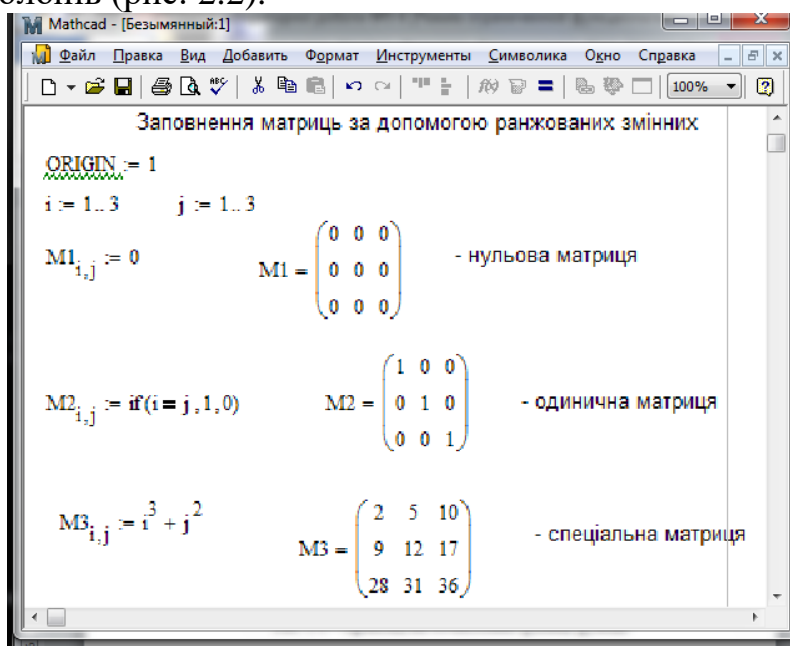 (рис. 2.2).
Mathcad - [Безымянный:1]
Файл Правка Вид Добавить Формат Инструменты Символика Окно Справка
100%
Заповнення матриць за допомогою ранжованих змінних
ORIGIN := 1
i := 1.. 3 j := 1.. 3
M1i,j := 0 M1 = - нульова матриця
0 0 0
0 0 0
0 0 0
M2i,j := if(i = j ,1,0) M2 = - одинична матриця
1 0 0
0 1 0
0 0 1
M3i,j := i^3 + j^2 M3 = - спеціальна матриця
2 5 10
9 12 17
28 31 36